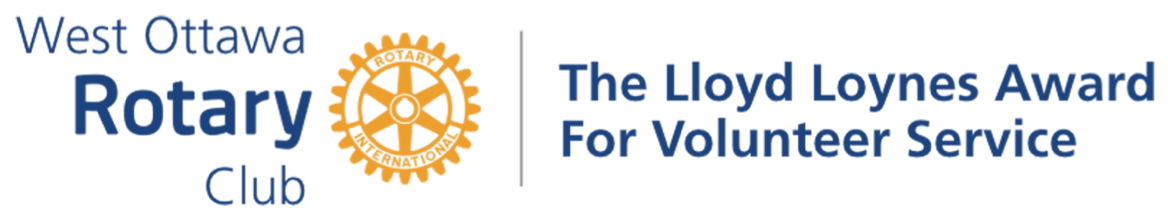 West Ottawa
Rotary
Club
ROTARY
INTERNATIONAL
The Lloyd Loynes Award
For Volunteer Service